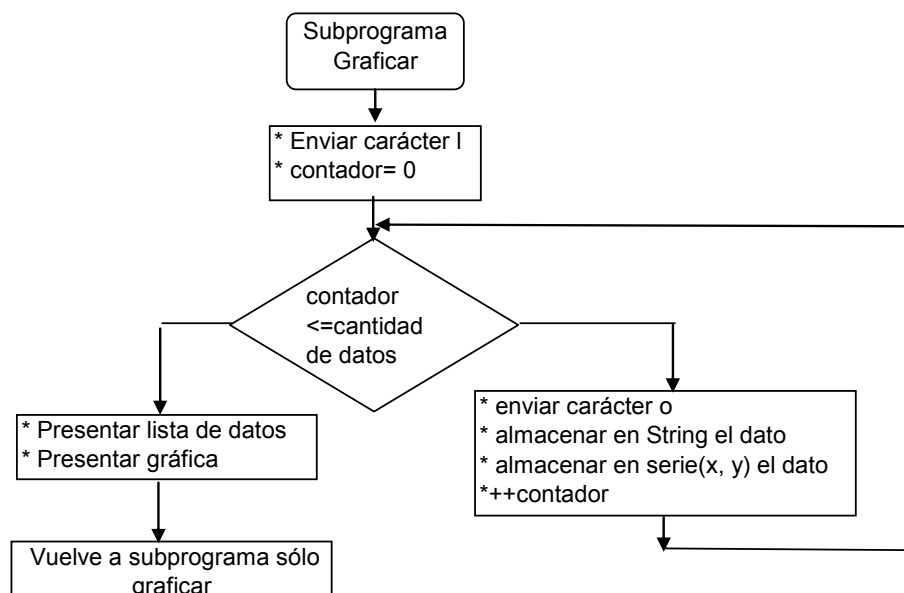 Subprograma
Graficar
* Enviar carácter l
* contador= 0
contador
<=cantidad
de datos
* Presentar lista de datos
* Presentar gráfica
* enviar carácter o
* almacenar en String el dato
* almacenar en serie(x, y) el dato
*++contador
Vuelve a subprograma sólo
graficar